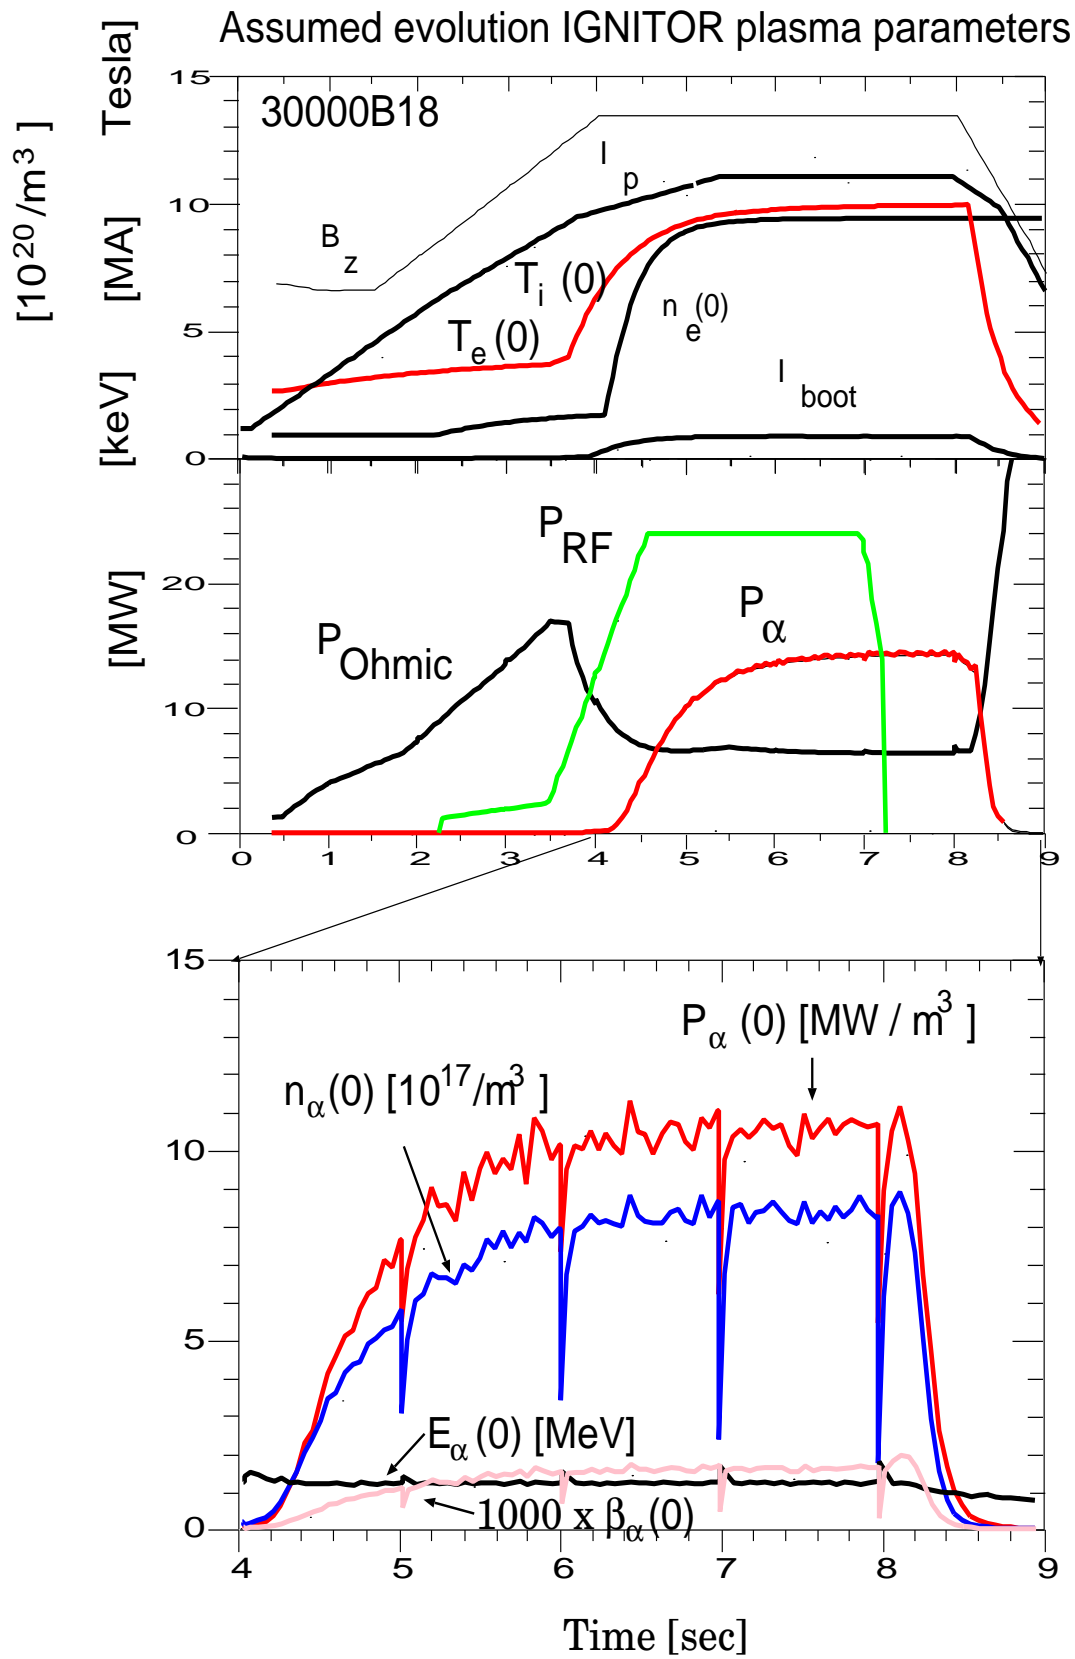 Assumed evolution IGNITOR plasma parameters
[10^20 /m^3 ]
[MA] Tesla]
[keV]
15
10
5
0
30000B18
I_p
B_z
T_i (0)
T_e (0)
n_e (0)
I_boot
[MW]
20
10
0
P_RF
P_Ohmic
P_α
0 1 2 3 4 5 6 7 8 9
15
10
5
0
P_α (0) [MW / m^3 ]
n_α(0) [10^17/m^3 ]
E_α (0) [MeV]
1000 x β_α(0)
4 5 6 7 8 9
Time [sec]